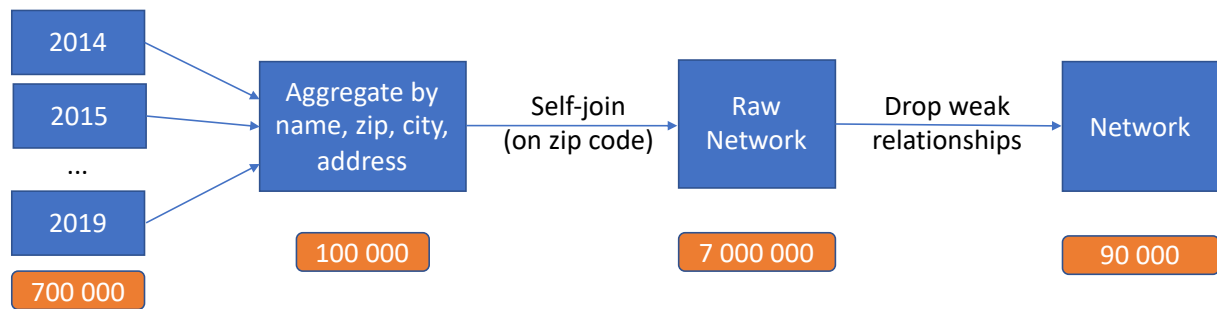 2014
2015
...
2019
700 000
Aggregate by
name, zip, city,
address
100 000
Self-join
(on zip code)
Raw
Network
7 000 000
Drop weak
relationships
Network
90 000